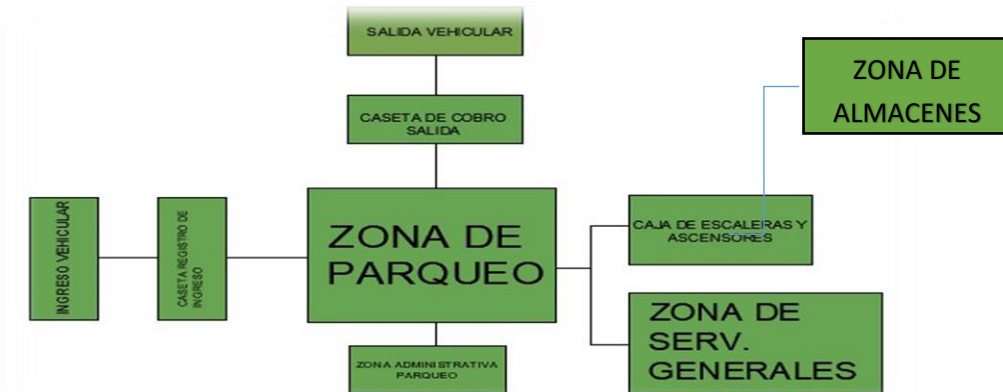 SALIDA VEHICULAR
ZONA DE
ALMACENES
CASETA DE COBRO
SALIDA
INGRESO VEHICULAR
CASETA REGISTRO DE
INGRESO
ZONA DE
PARQUEO
CAJA DE ESCALERAS Y
ASCENSORES
ZONA DE
SERV.
GENERALES
ZONA ADMINISTRATIVA
PARQUEO